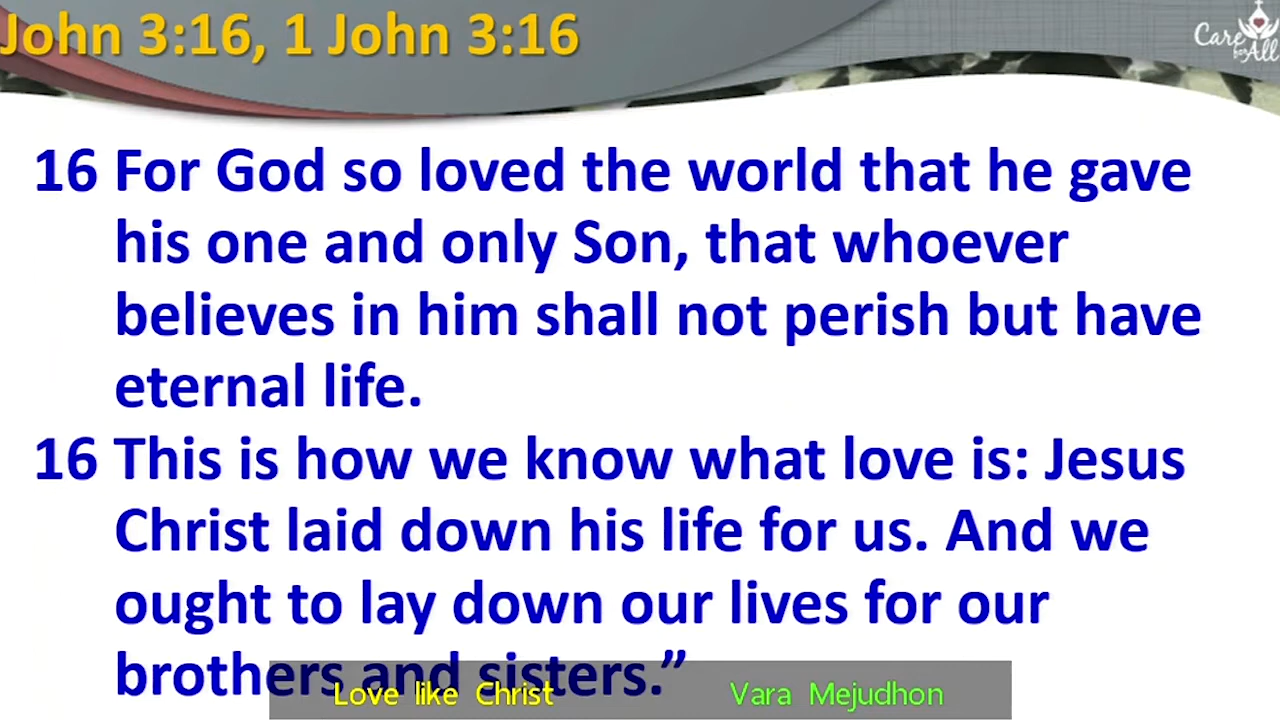 John 3:16, 1 John 3:16
Care for All
16 For God so loved the world that he gave
his one and only Son, that whoever
believes in him shall not perish but have
eternal life.
16 This is how we know what love is: Jesus
Christ laid down his life for us. And we
ought to lay down our lives for our
brothers and sisters.”
Love like Christ Vara Mejudhon